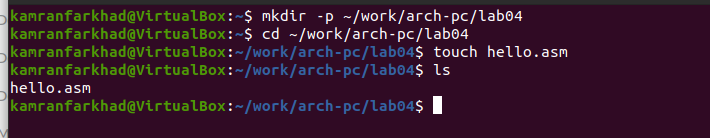 kamranfarkhad@VirtualBox:~$ mkdir -p ~/work/arch-pc/lab04
kamranfarkhad@VirtualBox:~$ cd ~/work/arch-pc/lab04
kamranfarkhad@VirtualBox:~/work/arch-pc/lab04$ touch hello.asm
kamranfarkhad@VirtualBox:~/work/arch-pc/lab04$ ls
hello.asm
kamranfarkhad@VirtualBox:~/work/arch-pc/lab04$